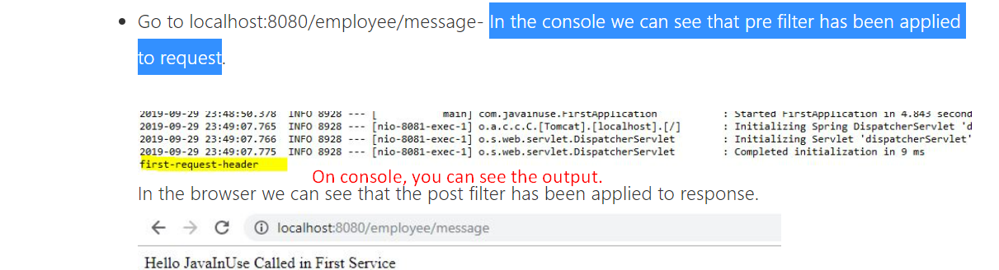 Go to localhost:8080/employee/message- In the console we can see that pre filter has been applied
to request.
2019-09-29 23:48:50.378 INFO 8928 --- [ main] com.javainuse.FirstApplication : Started FirstApplication in 4.843 second
2019-09-29 23:49:07.765 INFO 8928 --- [nio-8081-exec-1] o.a.c.c.C.[Tomcat].[localhost].[/] : Initializing Spring DispatcherServlet 'd
2019-09-29 23:49:07.766 INFO 8928 --- [nio-8081-exec-1] o.s.web.servlet.DispatcherServlet : Initializing Servlet 'dispatcherServlet'
2019-09-29 23:49:07.775 INFO 8928 --- [nio-8081-exec-1] o.s.web.servlet.DispatcherServlet : Completed initialization in 9 ms
first-request-header
On console, you can see the output.
In the browser we can see that the post filter has been applied to response.
localhost:8080/employee/message
Hello JavaInUse Called in First Service